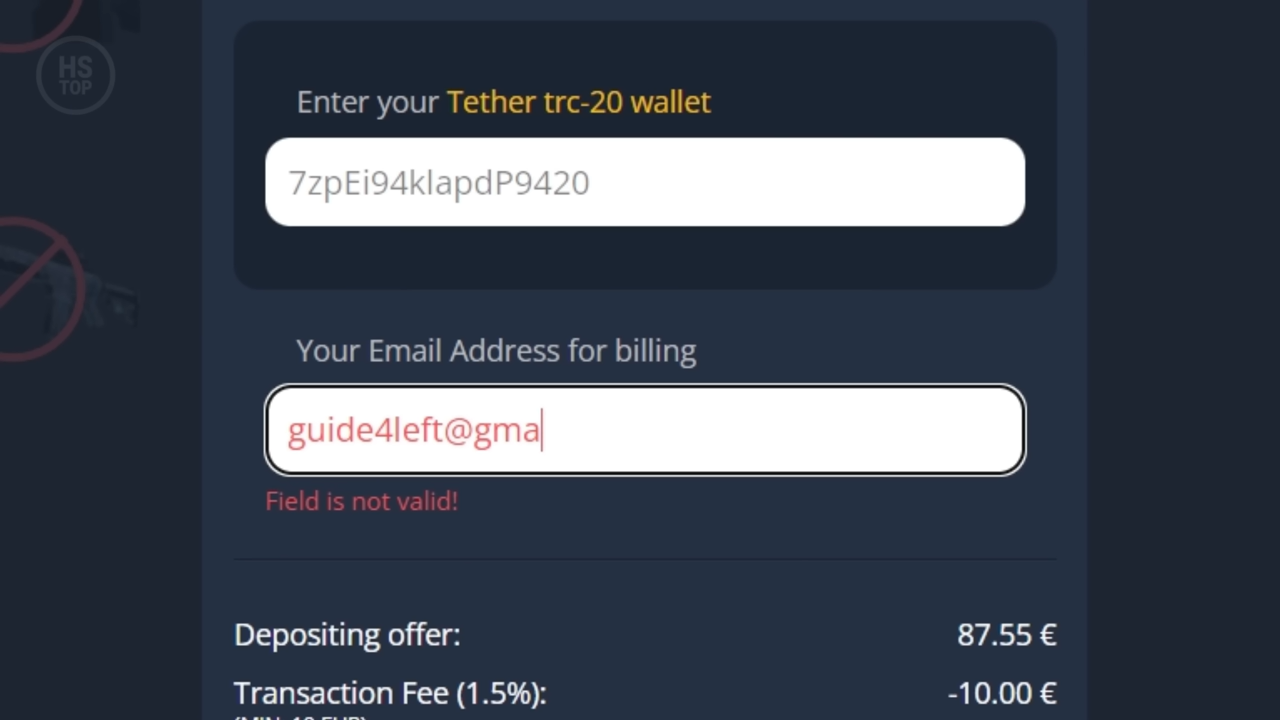 HS
TOP
Enter your Tether trc-20 wallet
7zpEi94klapdP9420
Your Email Address for billing
guide4left@gma
Field is not valid!
Depositing offer: 87.55 €
Transaction Fee (1.5%): -10.00 €